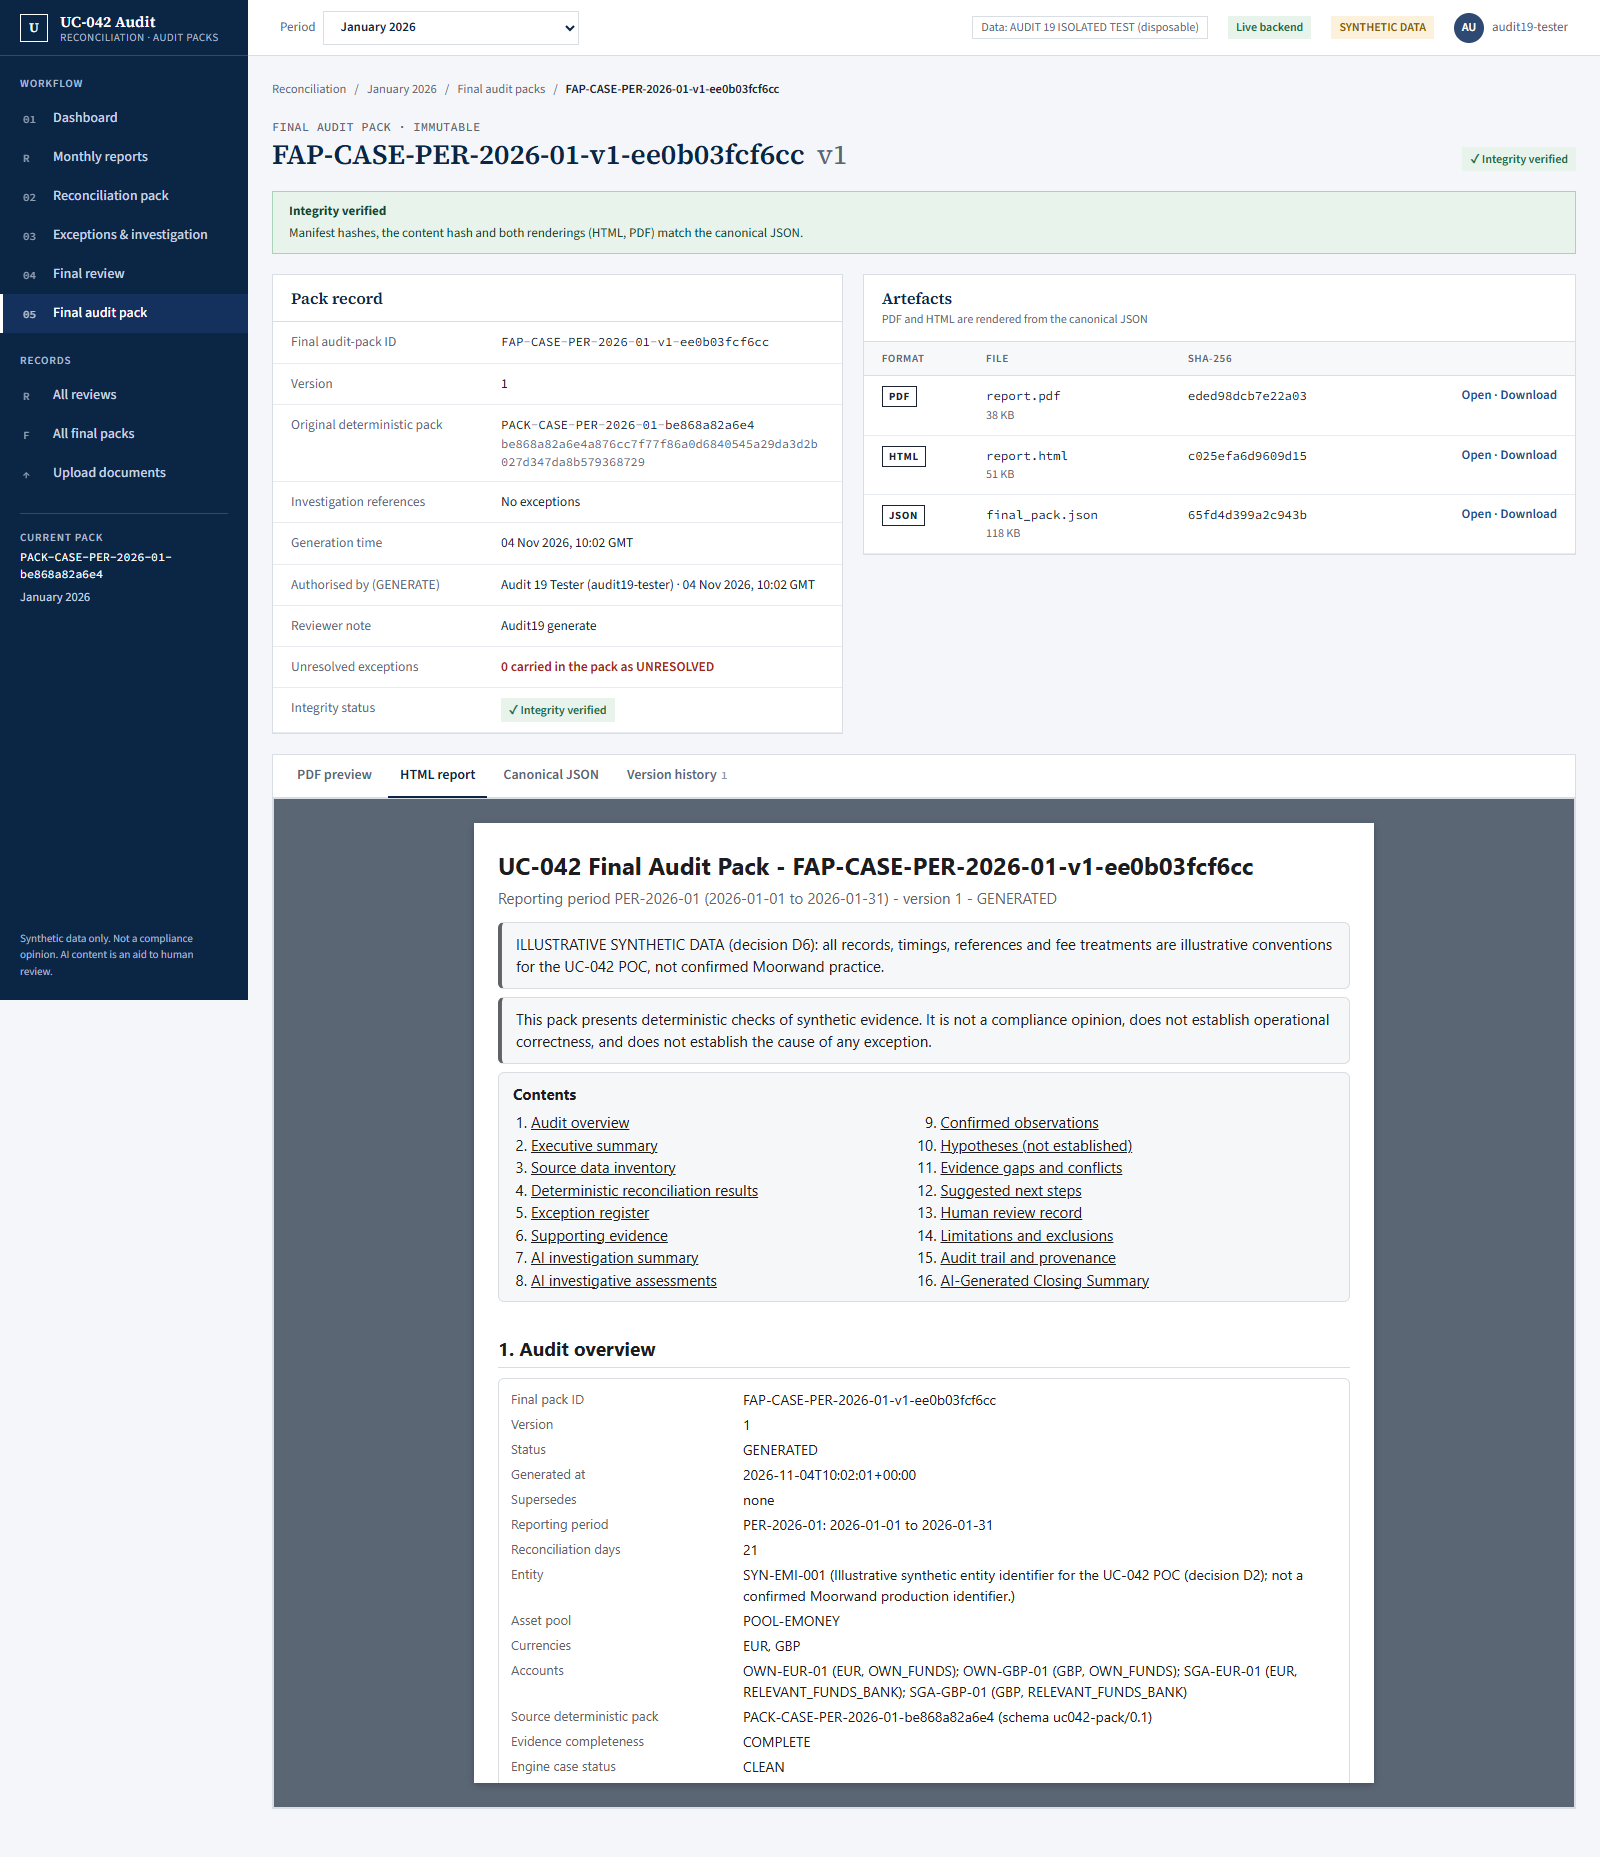 U
UC-042 Audit
RECONCILIATION · AUDIT PACKS
WORKFLOW
01 Dashboard
R Monthly reports
02 Reconciliation pack
03 Exceptions & investigation
04 Final review
05 Final audit pack
RECORDS
R All reviews
F All final packs
↑ Upload documents
CURRENT PACK
PACK-CASE-PER-2026-01-
be868a82a6e4
January 2026
Synthetic data only. Not a compliance
opinion. AI content is an aid to human
review.
Period January 2026
Data: AUDIT 19 ISOLATED TEST (disposable)
Live backend
SYNTHETIC DATA
AU audit19-tester
Reconciliation / January 2026 / Final audit packs / FAP-CASE-PER-2026-01-v1-ee0b03fcf6cc
FINAL AUDIT PACK · IMMUTABLE
FAP-CASE-PER-2026-01-v1-ee0b03fcf6cc v1
✓ Integrity verified
Integrity verified
Manifest hashes, the content hash and both renderings (HTML, PDF) match the canonical JSON.
Pack record
Final audit-pack ID FAP-CASE-PER-2026-01-v1-ee0b03fcf6cc
Version 1
Original deterministic pack PACK-CASE-PER-2026-01-be868a82a6e4
be868a82a6e4a876cc7f77f86a0d6840545a29da3d2b
027d347da8b579368729
Investigation references No exceptions
Generation time 04 Nov 2026, 10:02 GMT
Authorised by (GENERATE) Audit 19 Tester (audit19-tester) · 04 Nov 2026, 10:02 GMT
Reviewer note Audit19 generate
Unresolved exceptions 0 carried in the pack as UNRESOLVED
Integrity status ✓ Integrity verified
Artefacts
PDF and HTML are rendered from the canonical JSON
FORMAT FILE SHA-256
PDF report.pdf eded98dcb7e22a03 Open · Download
38 KB
HTML report.html c025efa6d9609d15 Open · Download
51 KB
JSON final_pack.json 65fd4d399a2c943b Open · Download
118 KB
PDF preview HTML report Canonical JSON Version history 1
UC-042 Final Audit Pack - FAP-CASE-PER-2026-01-v1-ee0b03fcf6cc
Reporting period PER-2026-01 (2026-01-01 to 2026-01-31) - version 1 - GENERATED
ILLUSTRATIVE SYNTHETIC DATA (decision D6): all records, timings, references and fee treatments are illustrative conventions
for the UC-042 POC, not confirmed Moorwand practice.
This pack presents deterministic checks of synthetic evidence. It is not a compliance opinion, does not establish operational
correctness, and does not establish the cause of any exception.
Contents
1. Audit overview
2. Executive summary
3. Source data inventory
4. Deterministic reconciliation results
5. Exception register
6. Supporting evidence
7. AI investigation summary
8. AI investigative assessments
9. Confirmed observations
10. Hypotheses (not established)
11. Evidence gaps and conflicts
12. Suggested next steps
13. Human review record
14. Limitations and exclusions
15. Audit trail and provenance
16. AI-Generated Closing Summary
1. Audit overview
Final pack ID FAP-CASE-PER-2026-01-v1-ee0b03fcf6cc
Version 1
Status GENERATED
Generated at 2026-11-04T10:02:01+00:00
Supersedes none
Reporting period PER-2026-01: 2026-01-01 to 2026-01-31
Reconciliation days 21
Entity SYN-EMI-001 (Illustrative synthetic entity identifier for the UC-042 POC (decision D2); not a
confirmed Moorwand production identifier.)
Asset pool POOL-EMONEY
Currencies EUR, GBP
Accounts OWN-EUR-01 (EUR, OWN_FUNDS); OWN-GBP-01 (GBP, OWN_FUNDS); SGA-EUR-01 (EUR,
RELEVANT_FUNDS_BANK); SGA-GBP-01 (GBP, RELEVANT_FUNDS_BANK)
Source deterministic pack PACK-CASE-PER-2026-01-be868a82a6e4 (schema uc042-pack/0.1)
Evidence completeness COMPLETE
Engine case status CLEAN